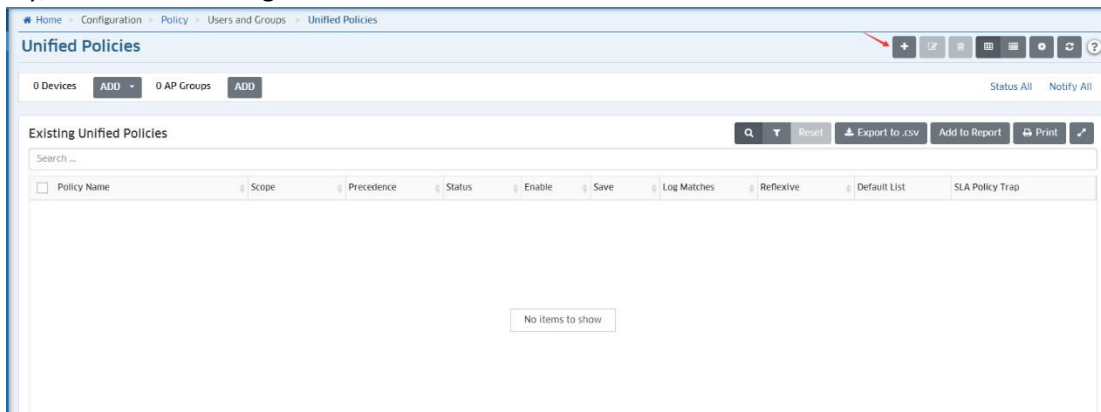 Home > Configuration > Policy > Users and Groups > Unified Policies
Unified Policies
?
0 Devices ADD 0 AP Groups ADD Status All Notify All
Existing Unified Policies Reset Export to .csv Add to Report Print
Search ...
Policy Name Scope Precedence Status Enable Save Log Matches Reflexive Default List SLA Policy Trap
No items to show